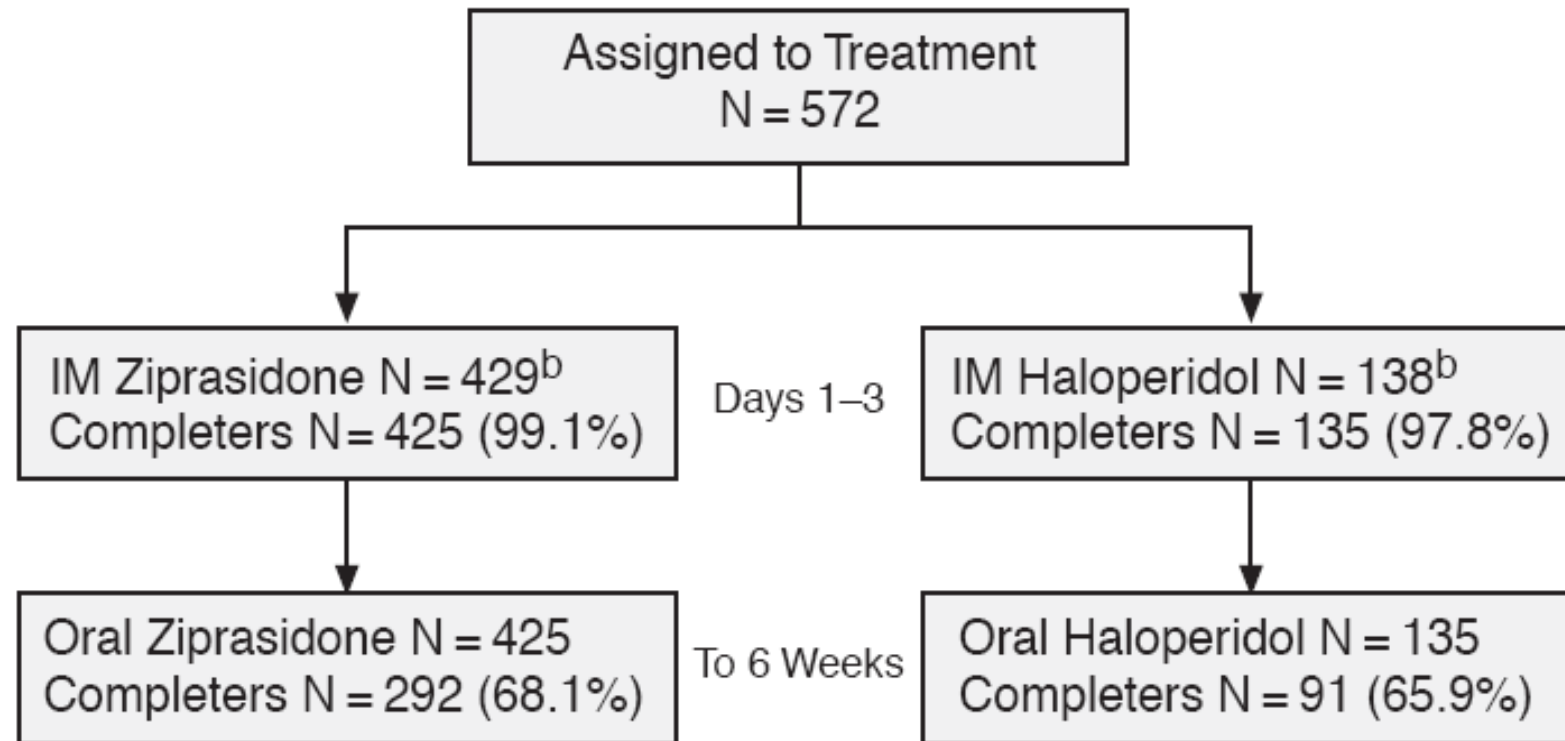 Assigned to Treatment
N = 572
IM Ziprasidone N = 429b
Completers N = 425 (99.1%)
Days 1–3
IM Haloperidol N = 138b
Completers N = 135 (97.8%)
Oral Ziprasidone N = 425
Completers N = 292 (68.1%)
To 6 Weeks
Oral Haloperidol N = 135
Completers N = 91 (65.9%)